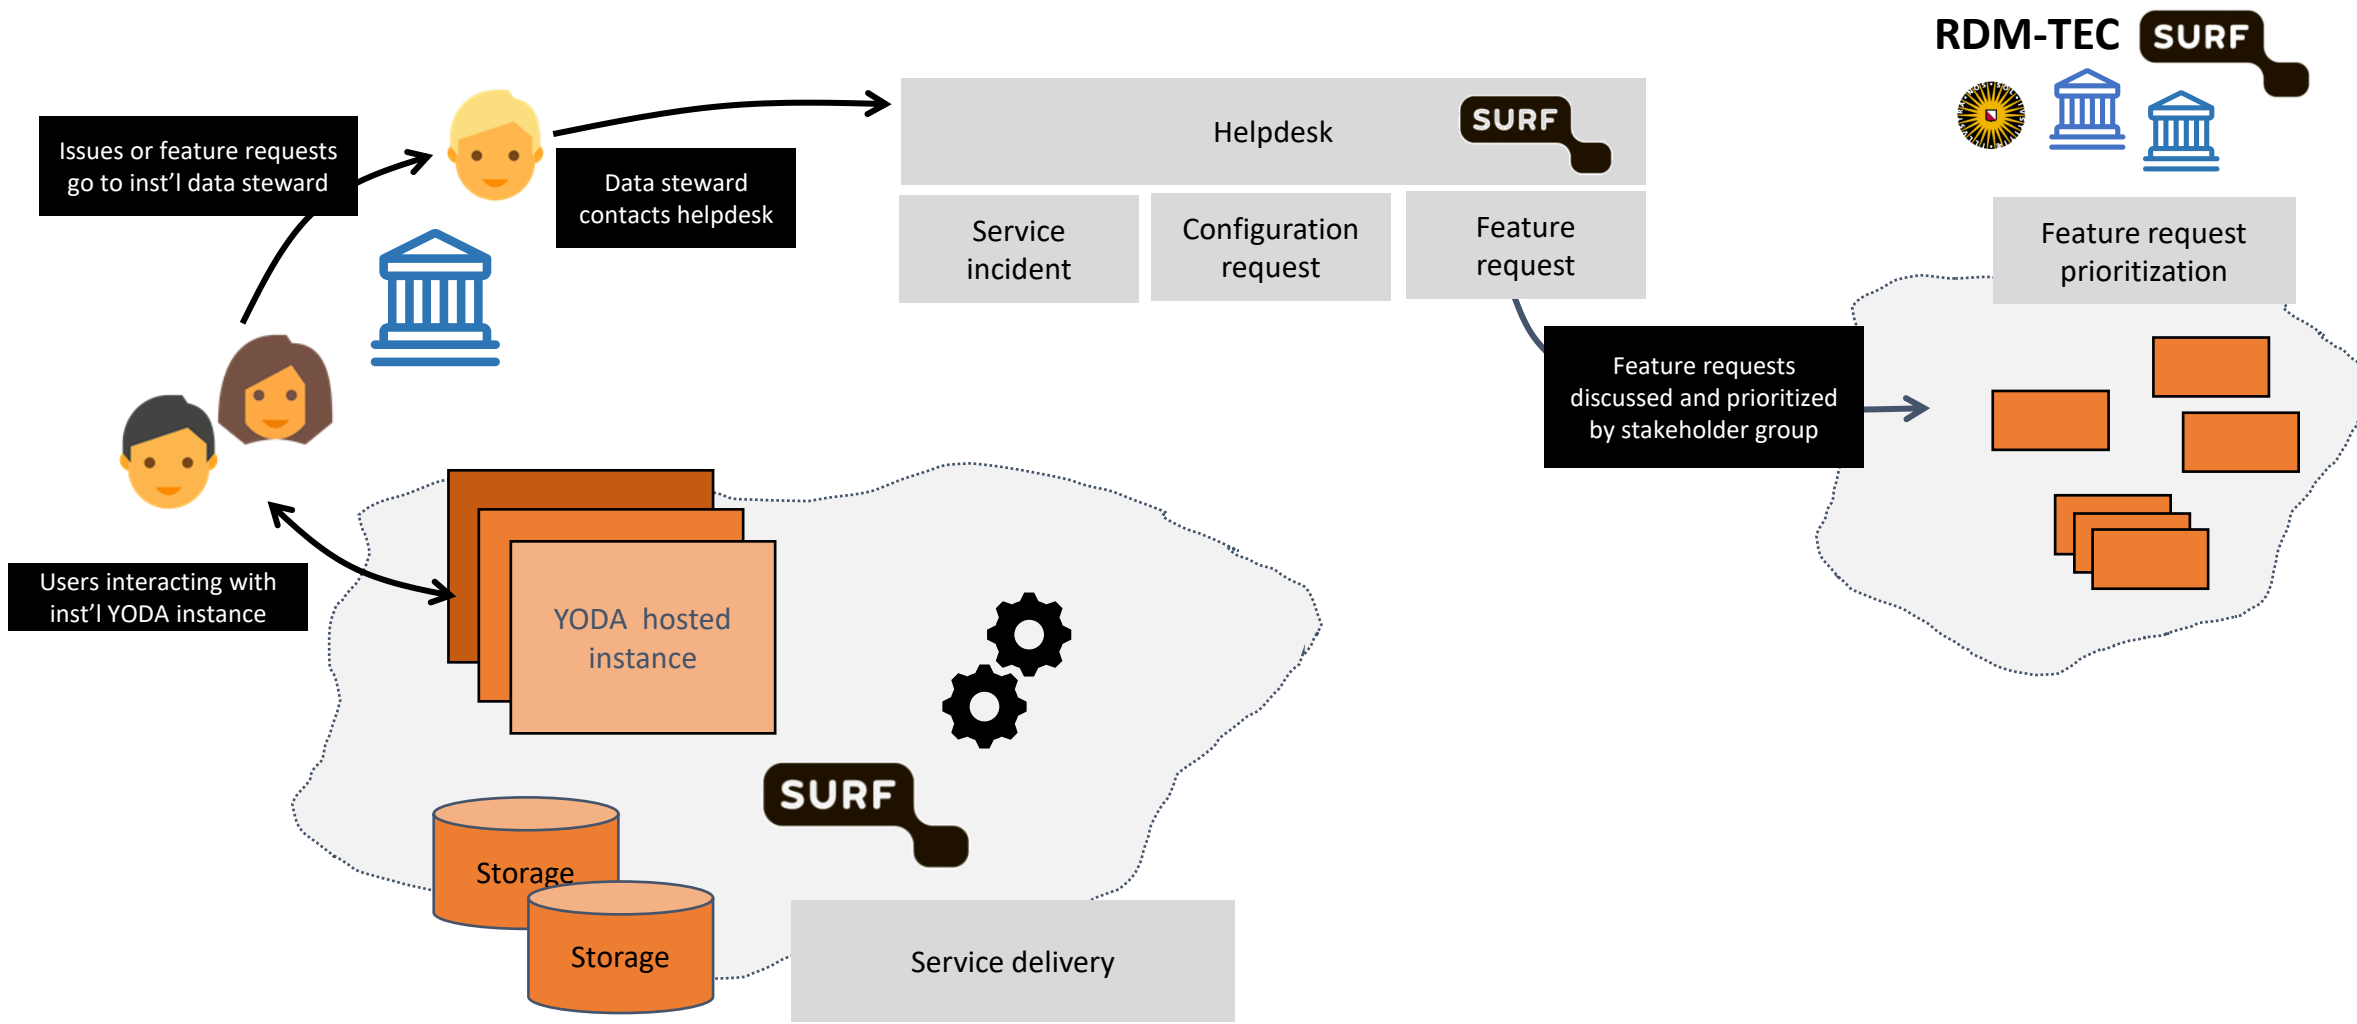 RDM-TEC
SURF
Issues or feature requests
go to inst'l data steward
Data steward
contacts helpdesk
Helpdesk
SURF
Service
incident
Configuration
request
Feature
request
Feature request
prioritization
Feature requests
discussed and prioritized
by stakeholder group
Users interacting with
inst'l YODA instance
YODA  hosted
instance
SURF
Storage
Storage
Service delivery